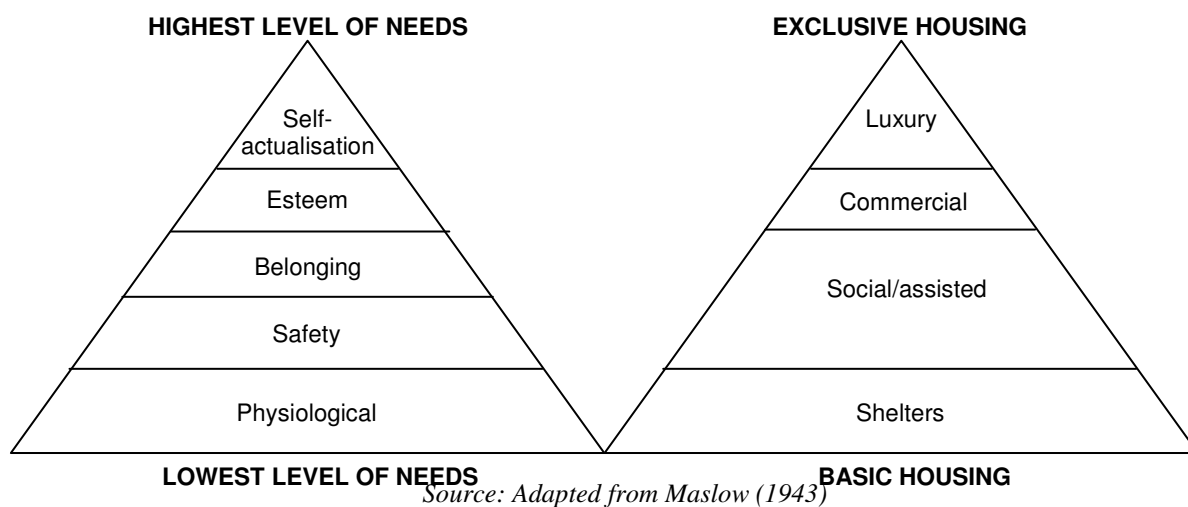 HIGHEST LEVEL OF NEEDS
Self-
actualisation
Esteem
Belonging
Safety
Physiological
LOWEST LEVEL OF NEEDS
EXCLUSIVE HOUSING
Luxury
Commercial
Social/assisted
Shelters
BASIC HOUSING
Source: Adapted from Maslow (1943)